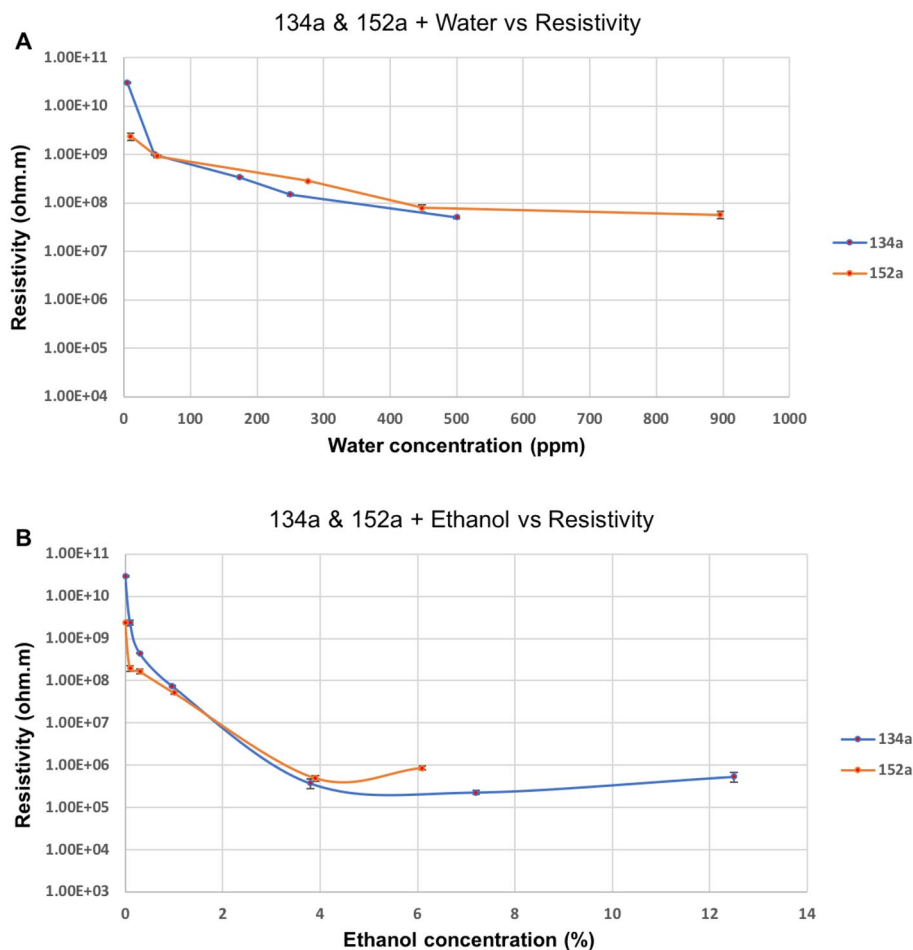 134a & 152a + Water vs Resistivity
A
1.00E+11
1.00E+10
1.00E+09
1.00E+08
1.00E+07
1.00E+06
1.00E+05
1.00E+04
Resistivity (ohm.m)
0 100 200 300 400 500 600 700 800 900 1000
Water concentration (ppm)
134a
152a
134a & 152a + Ethanol vs Resistivity
B
1.00E+11
1.00E+10
1.00E+09
1.00E+08
1.00E+07
1.00E+06
1.00E+05
1.00E+04
1.00E+03
Resistivity (ohm.m)
0 2 4 6 8 10 12 14
Ethanol concentration (%)
134a
152a